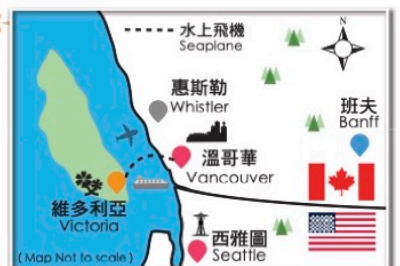 水上飛機
Seaplane
N
惠斯勒
Whistler
班夫
Banff
溫哥華
Vancouver
維多利亞
Victoria
西雅圖
Seattle
(Map Not to scale)